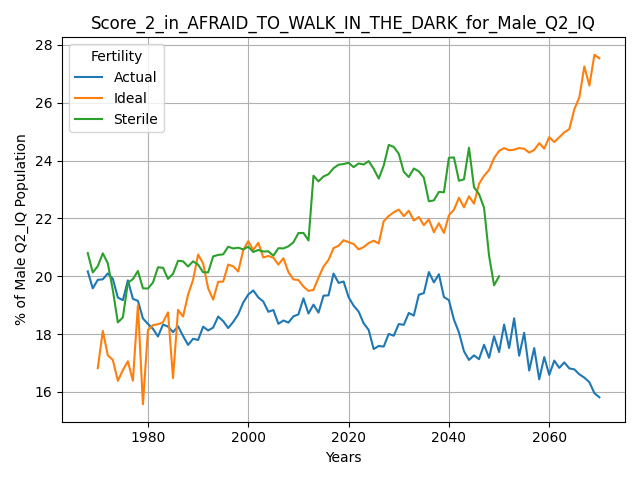 Score_2_in_AFRAID_TO_WALK_IN_THE_DARK_for_Male_Q2_IQ
Fertility
Actual
Ideal
Sterile
% of Male Q2_IQ Population
28
26
24
22
20
18
16
1980
2000
2020
2040
2060
Years